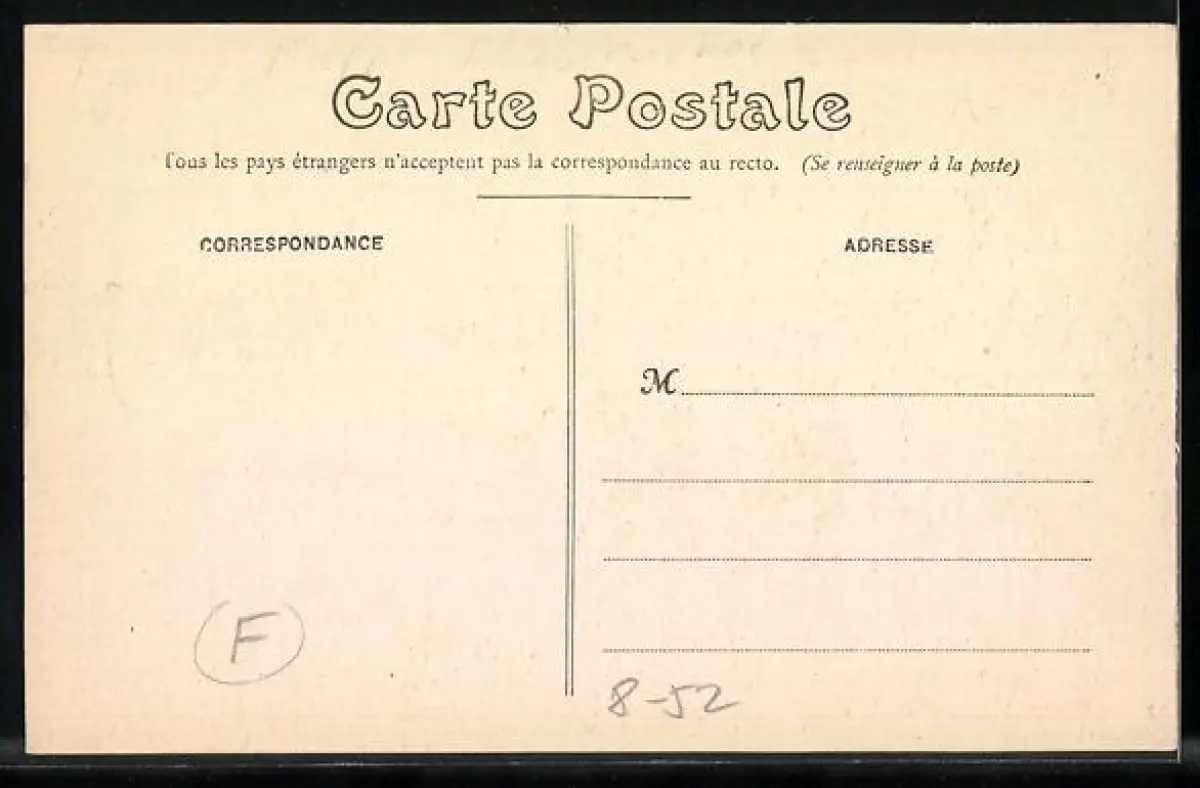 Carte Postale
Tous les pays étrangers n'acceptent pas la correspondance au recto. (Se renseigner à la poste)
CORRESPONDANCE
ADRESSE
M
F
8-52